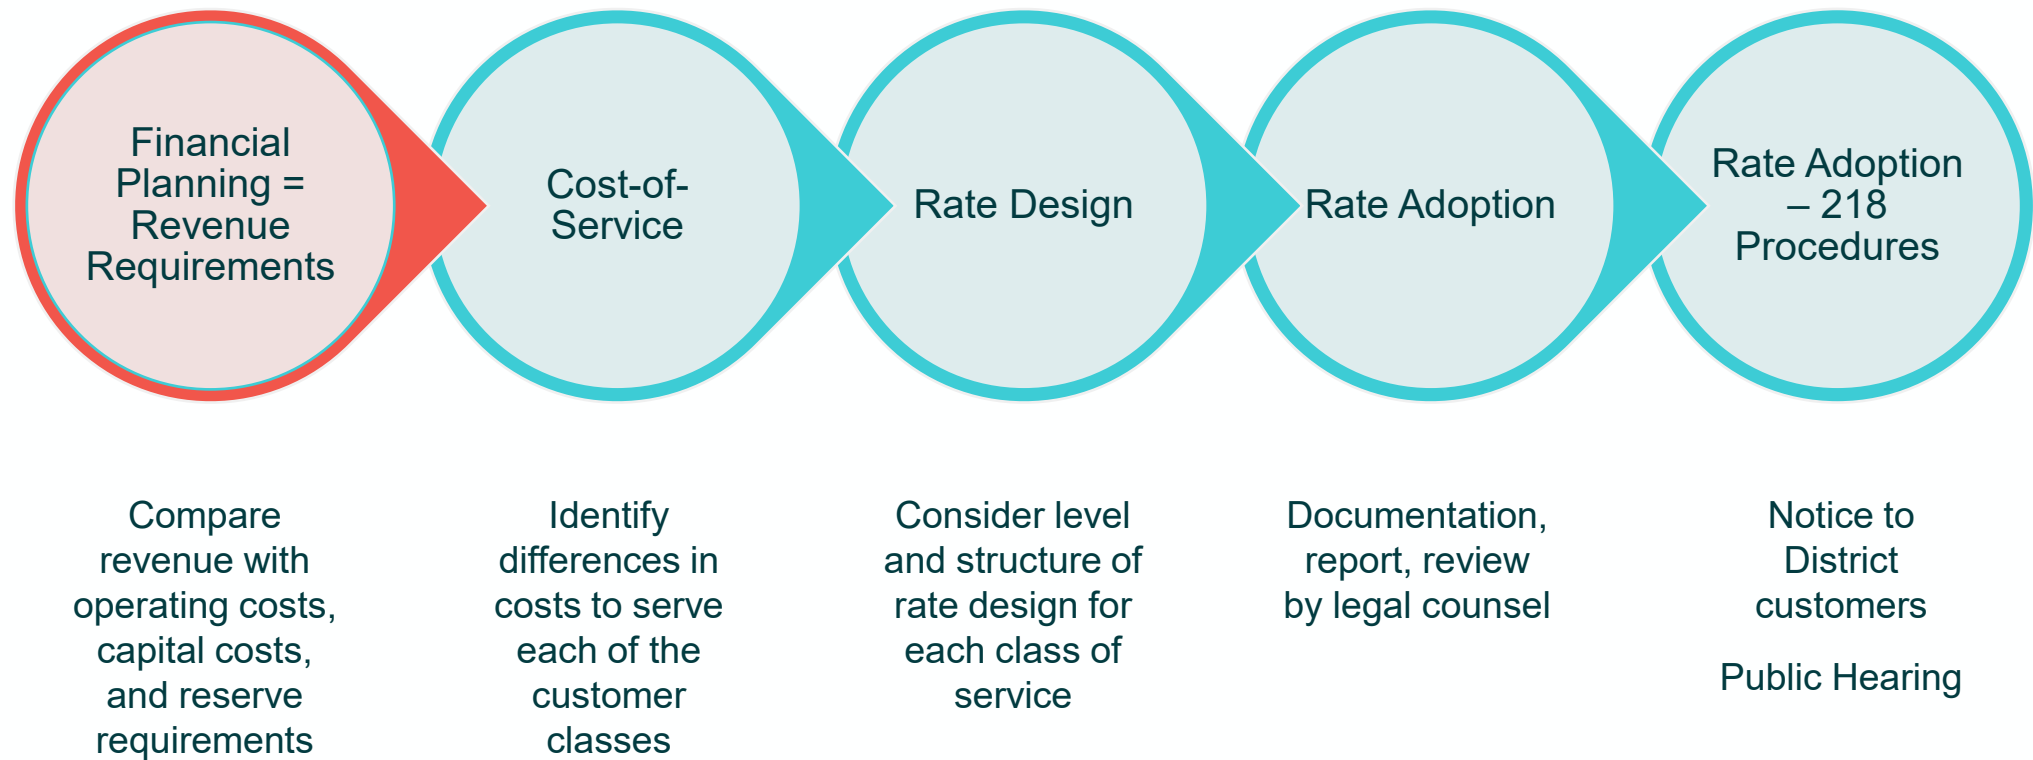 Financial
Planning =
Revenue
Requirements
Cost-of-
Service
Rate Design
Rate Adoption
Rate Adoption
– 218
Procedures
Compare
revenue with
operating costs,
capital costs,
and reserve
requirements
Identify
differences in
costs to serve
each of the
customer
classes
Consider level
and structure of
rate design for
each class of
service
Documentation,
report, review
by legal counsel
Notice to
District
customers
Public Hearing